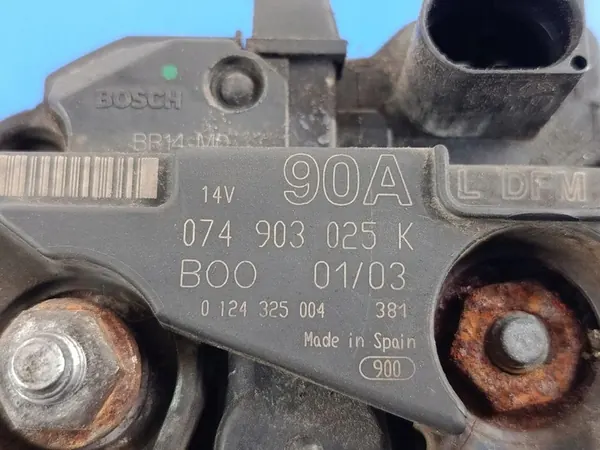 BOSCH
BR14-M
14V 90A L DFM
074 903 025 K
BOO 01/03
0 124 325 004 381
Made in Spain
900